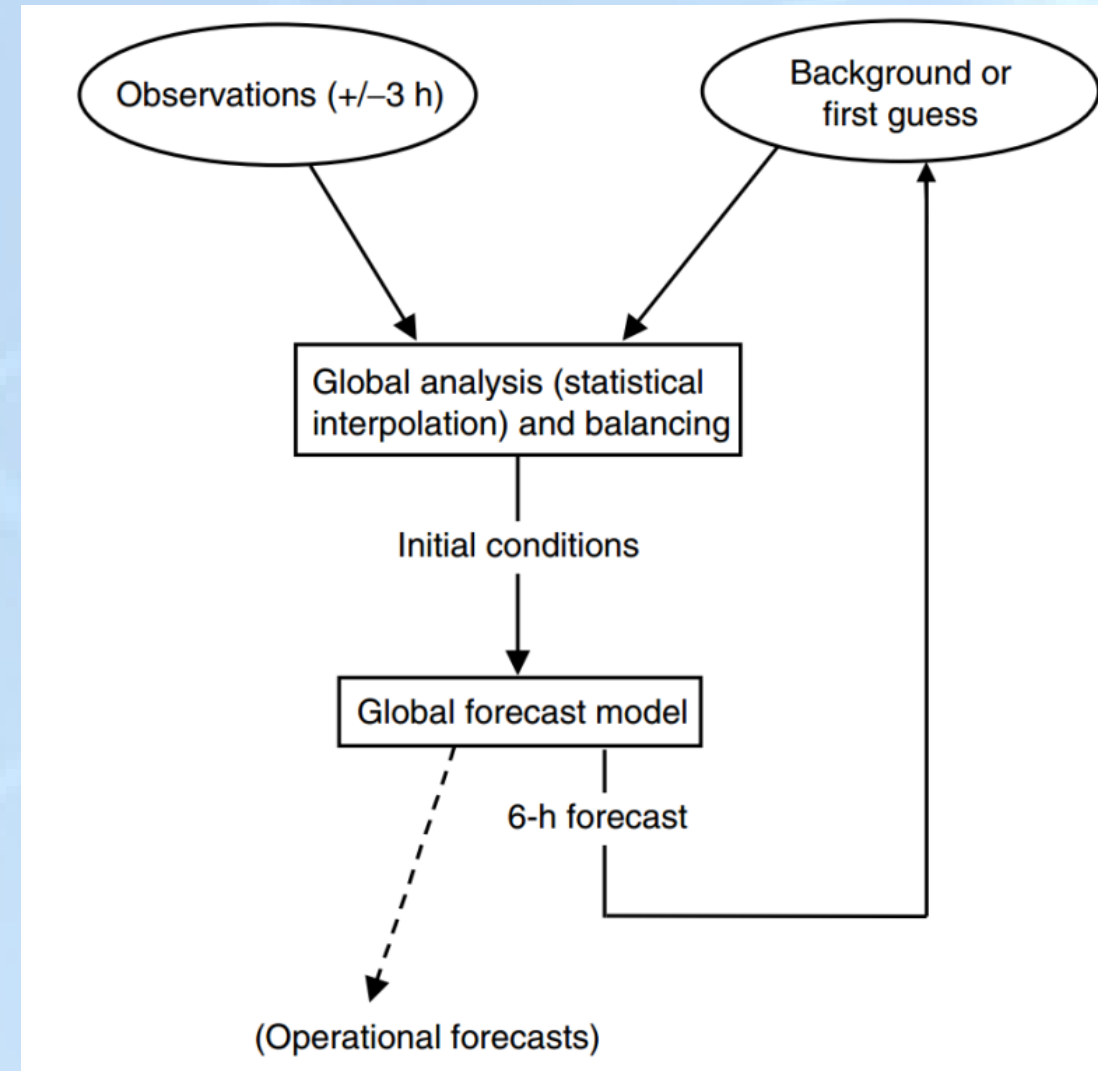 Observations (+/–3 h)
Background or
first guess
Global analysis (statistical
interpolation) and balancing
Initial conditions
Global forecast model
6-h forecast
(Operational forecasts)